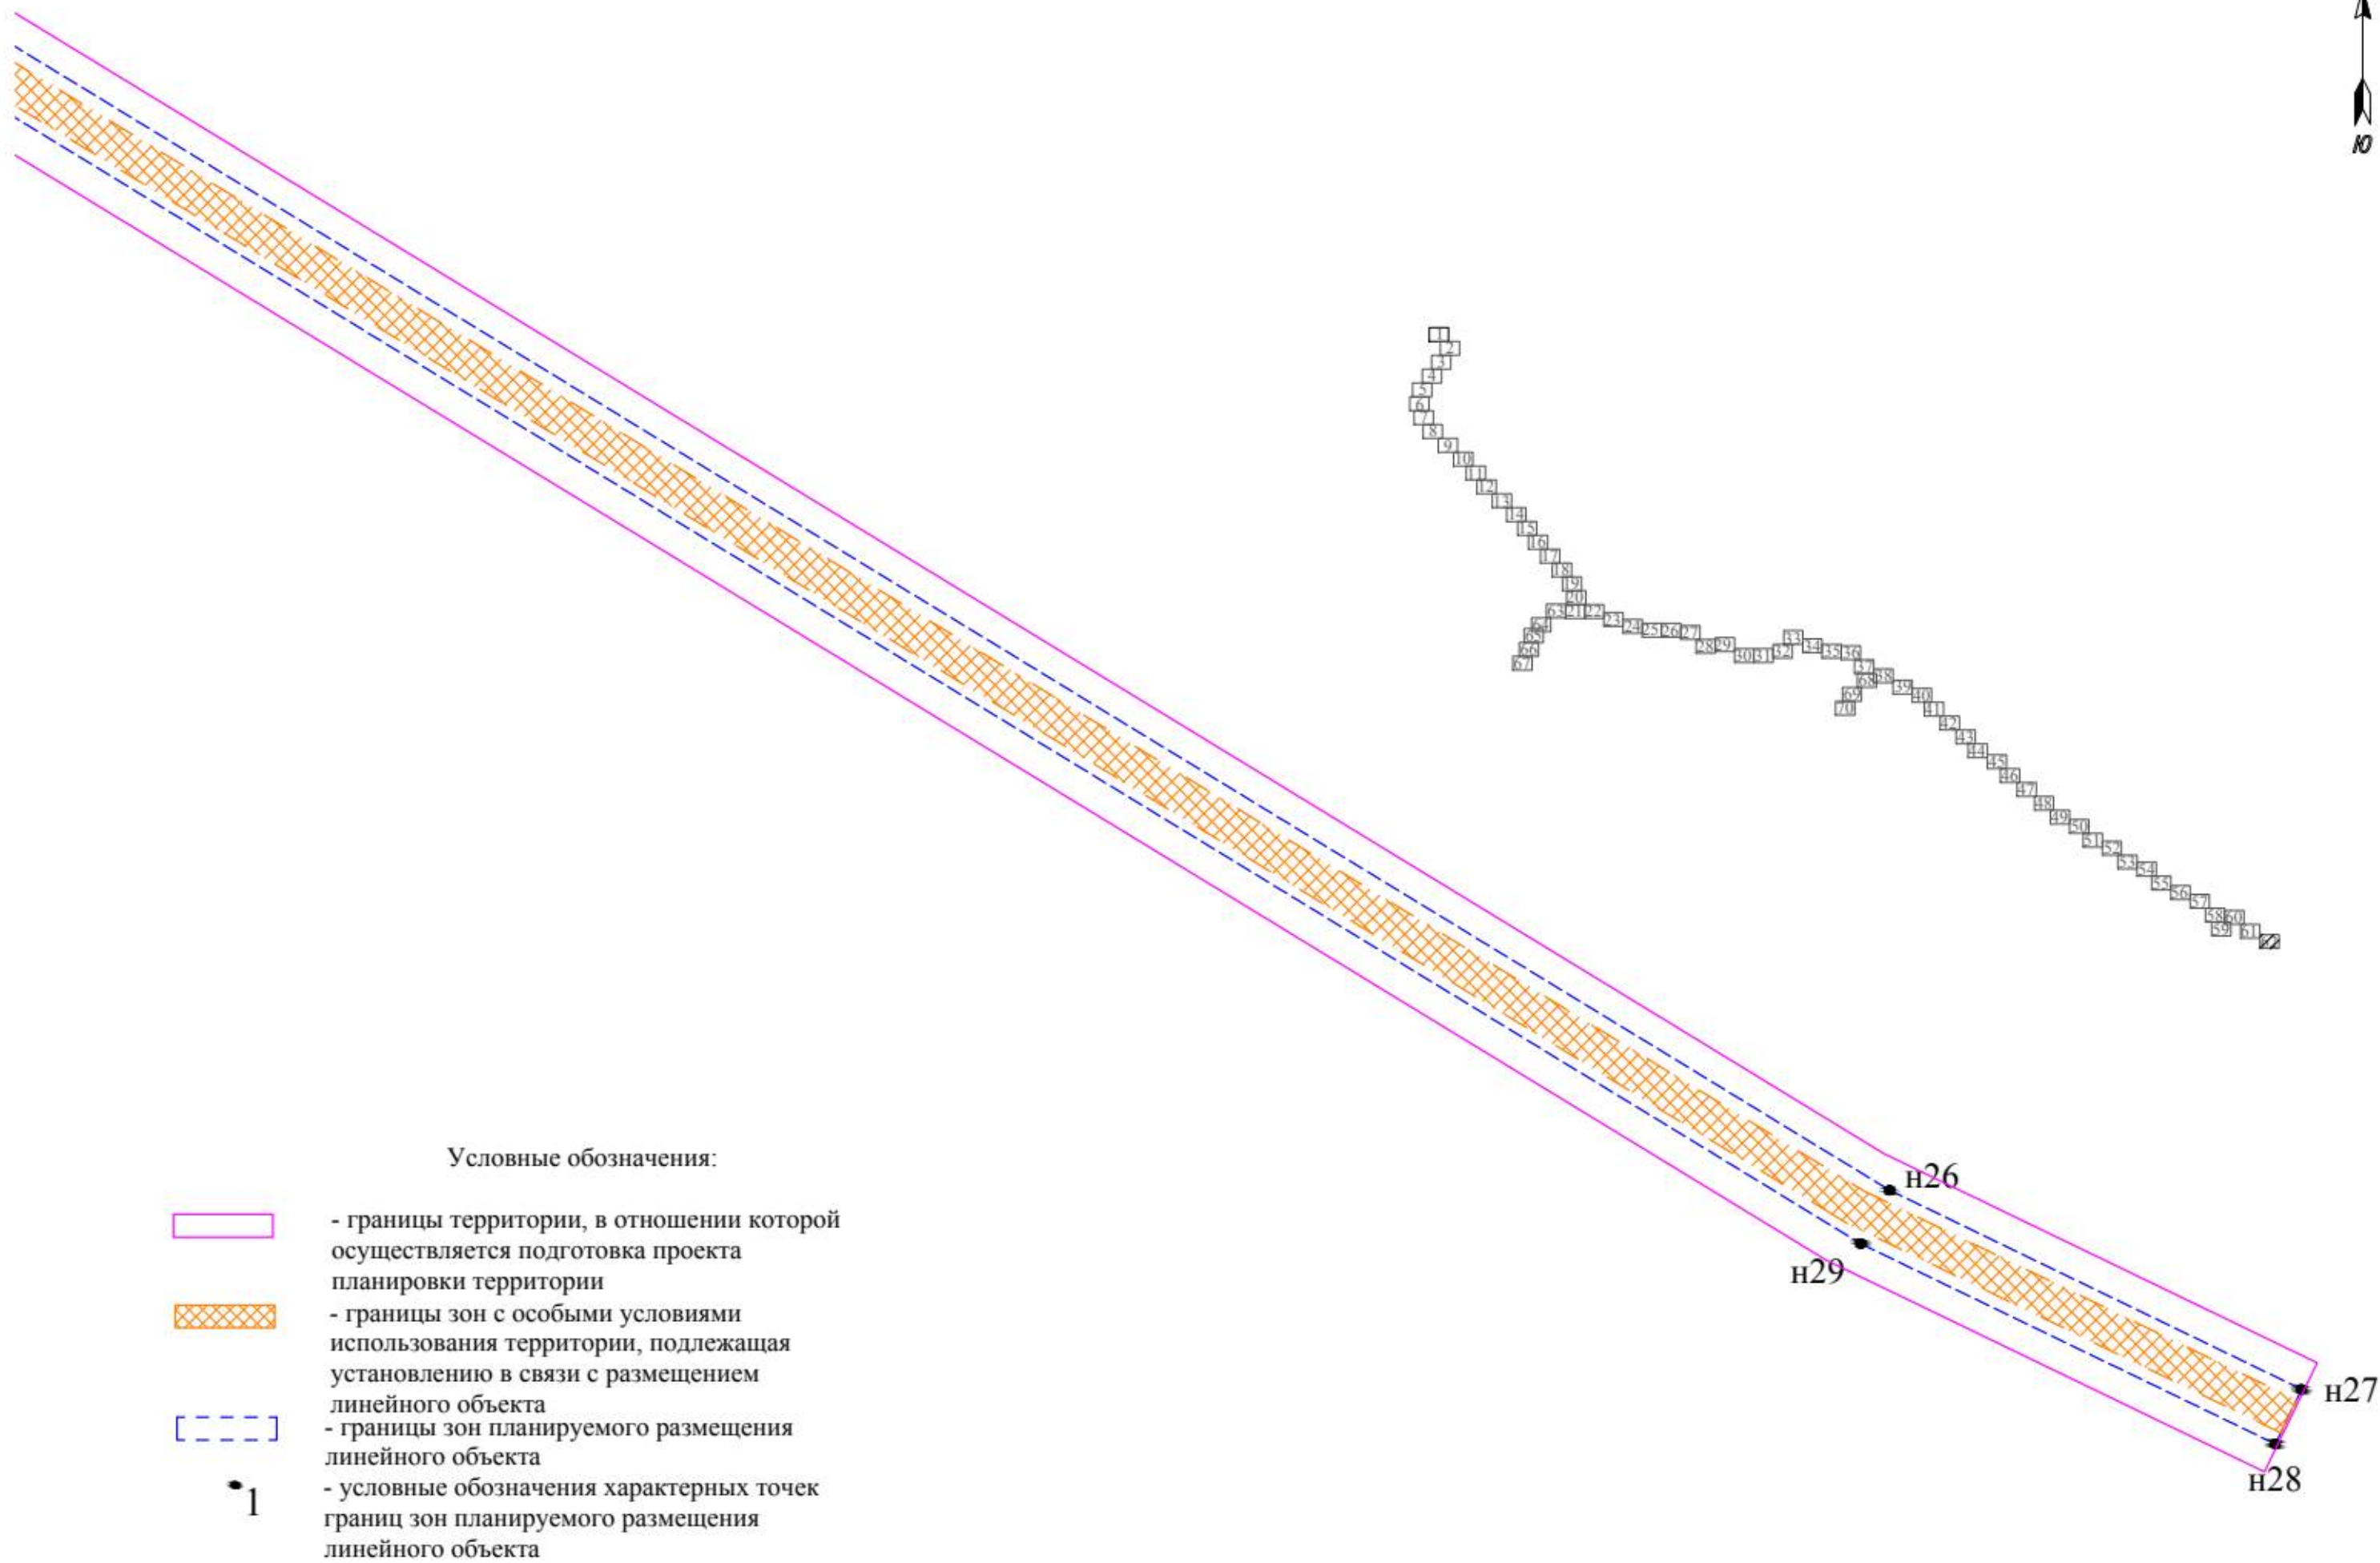 Ю
1
2
3
4
5
6
7
8
9
10
11
12
13
14
15
16
17
18
19
20
63 21 22 23 24 25 26 27 28 29 30 31 32 33 34 35 36
64
65
66
67
37
68 38 39 40
69
70
41
42
43
44
45
46
47
48
49
50
51
52
53
54
55
56
57
58 60
59 61
н26
н29
н27
н28
Условные обозначения:
- границы территории, в отношении которой
осуществляется подготовка проекта
планировки территории
- границы зон с особыми условиями
использования территории, подлежащая
установлению в связи с размещением
линейного объекта
- границы зон планируемого размещения
линейного объекта
1
- условные обозначения характерных точек
границ зон планируемого размещения
линейного объекта